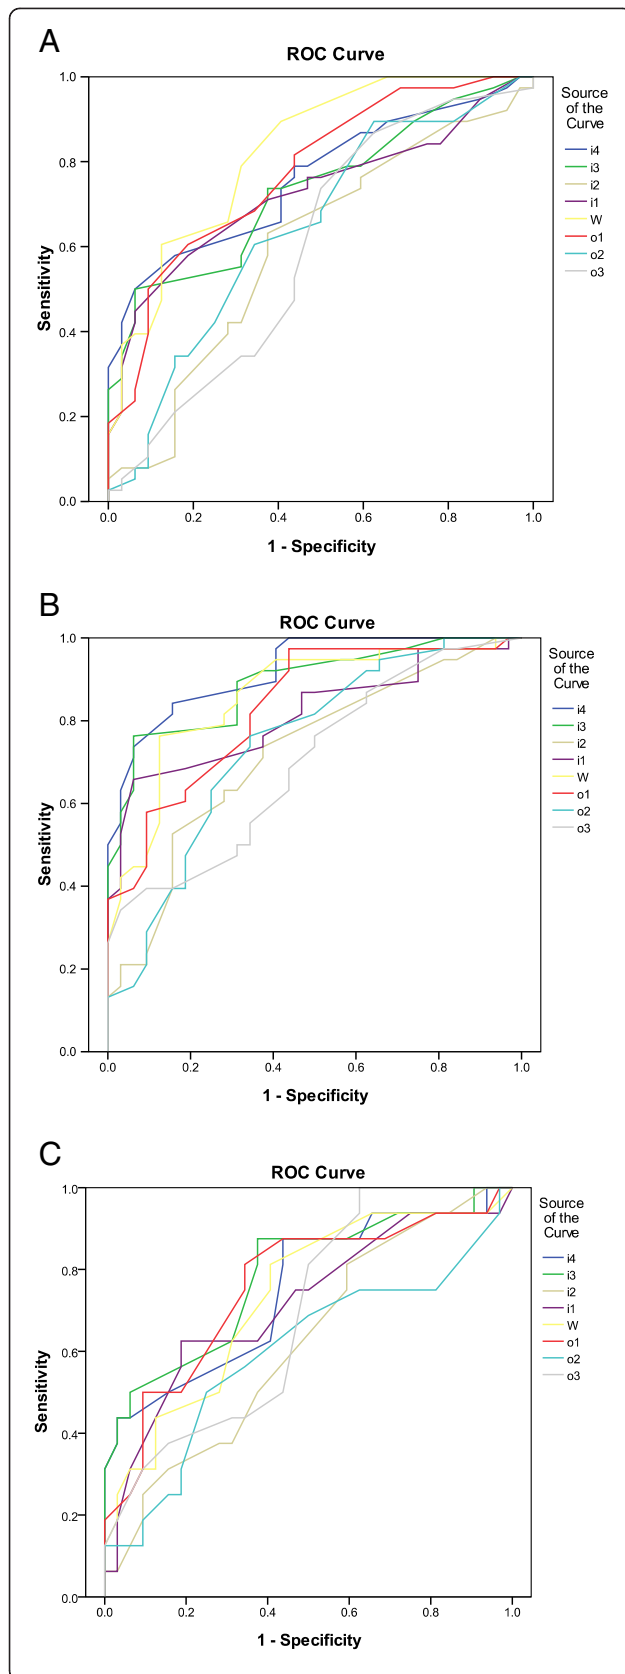 A
ROC Curve
1.0
0.8
0.6
0.4
0.2
0.0
Sensitivity
0.0 0.2 0.4 0.6 0.8 1.0
1 - Specificity
Source
of the
Curve
i4
i3
i2
i1
W
o1
o2
o3
B
ROC Curve
1.0
0.8
0.6
0.4
0.2
0.0
Sensitivity
0.0 0.2 0.4 0.6 0.8 1.0
1 - Specificity
Source
of the
Curve
i4
i3
i2
i1
W
o1
o2
o3
C
ROC Curve
1.0
0.8
0.6
0.4
0.2
0.0
Sensitivity
0.0 0.2 0.4 0.6 0.8 1.0
1 - Specificity
Source
of the
Curve
i4
i3
i2
i1
W
o1
o2
o3